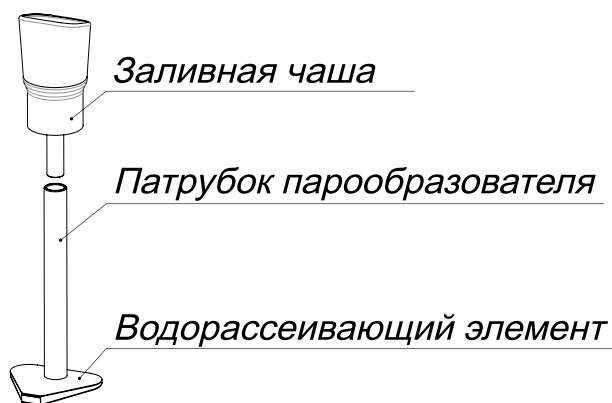 Заливная чаша
Патрубок парообразователя
Водорассеивающий элемент